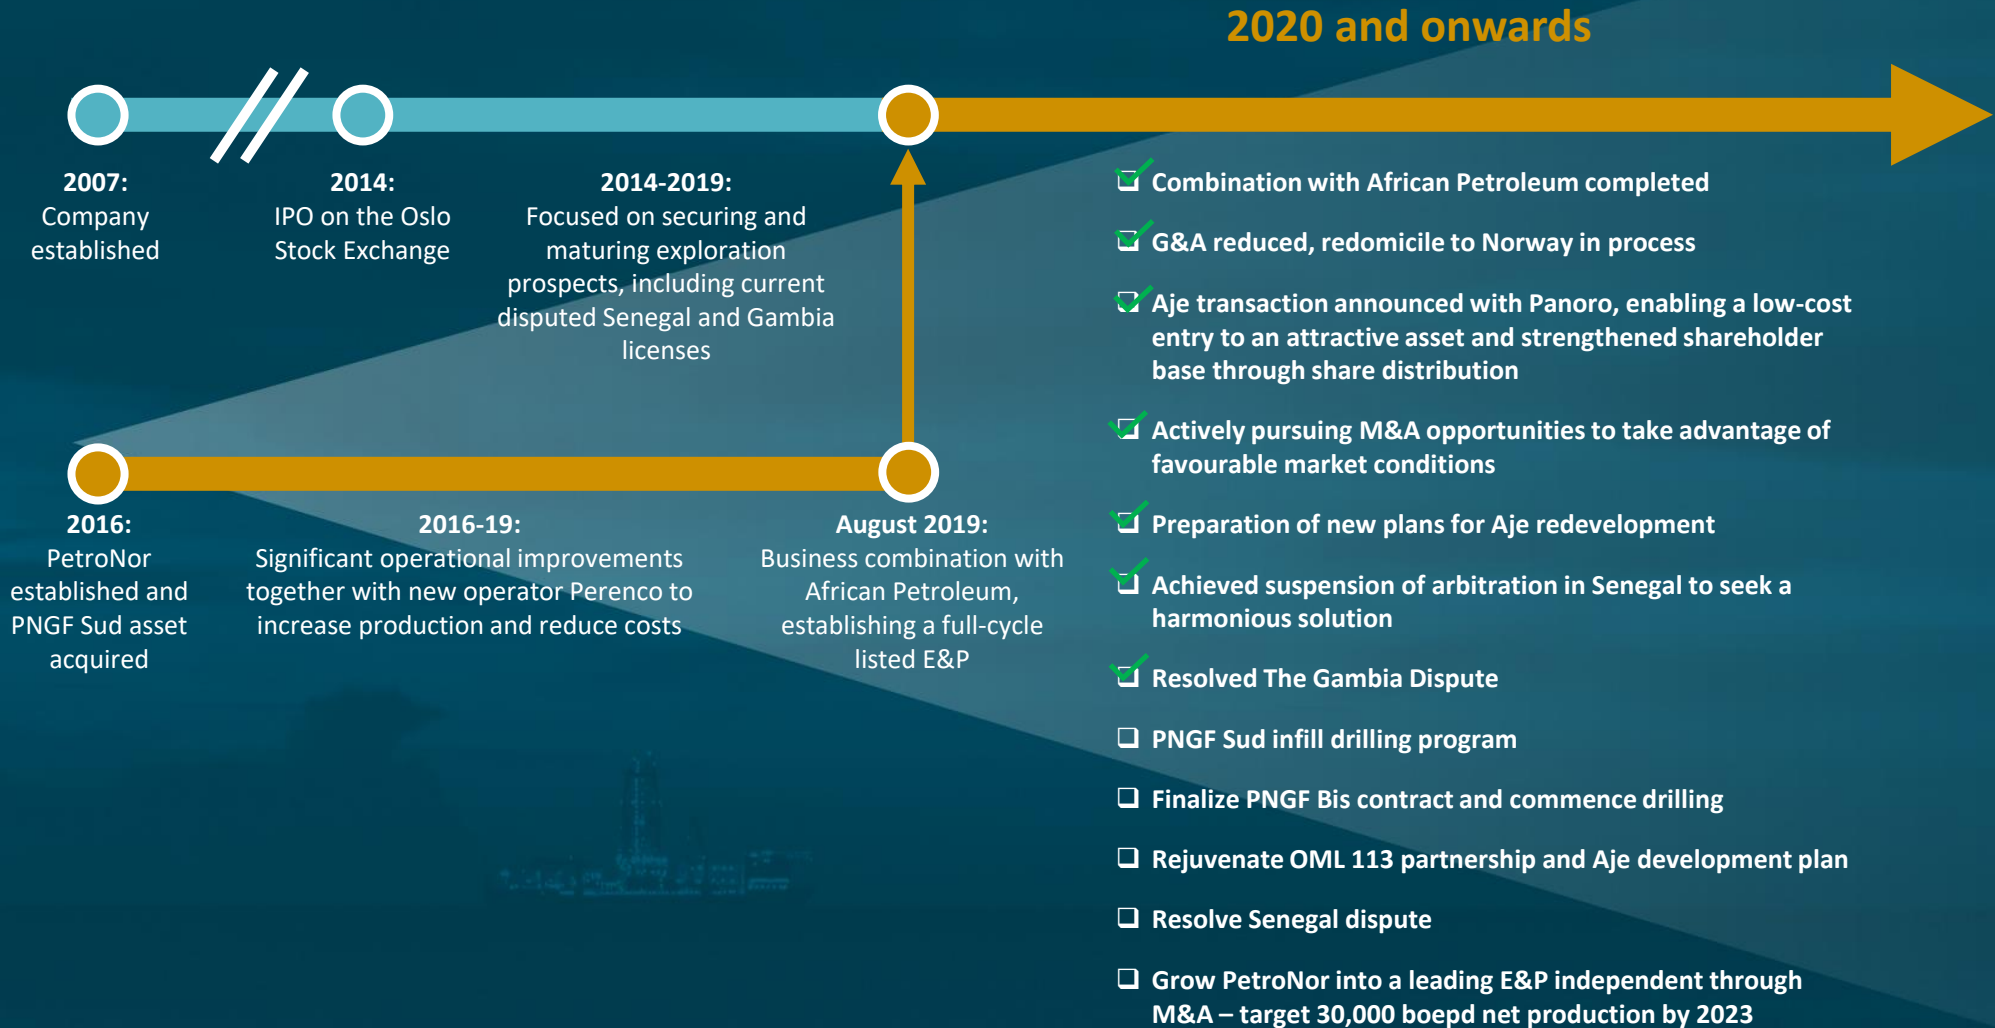 2020 and onwards
2007:
Company
established
2014:
IPO on the Oslo
Stock Exchange
2014-2019:
Focused on securing and
maturing exploration
prospects, including current
disputed Senegal and Gambia
licenses
2016:
PetroNor
established and
PNGF Sud asset
acquired
2016-19:
Significant operational improvements
together with new operator Perenco to
increase production and reduce costs
August 2019:
Business combination with
African Petroleum,
establishing a full-cycle
listed E&P
Combination with African Petroleum completed
G&A reduced, redomicile to Norway in process
Aje transaction announced with Panoro, enabling a low-cost
entry to an attractive asset and strengthened shareholder
base through share distribution
Actively pursuing M&A opportunities to take advantage of
favourable market conditions
Preparation of new plans for Aje redevelopment
Achieved suspension of arbitration in Senegal to seek a
harmonious solution
Resolved The Gambia Dispute
PNGF Sud infill drilling program
Finalize PNGF Bis contract and commence drilling
Rejuvenate OML 113 partnership and Aje development plan
Resolve Senegal dispute
Grow PetroNor into a leading E&P independent through
M&A – target 30,000 boepd net production by 2023